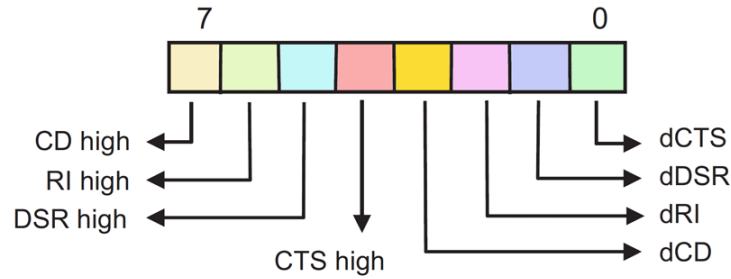 7 0
CD high
RI high
DSR high
CTS high
dCTS
dDSR
dRI
dCD